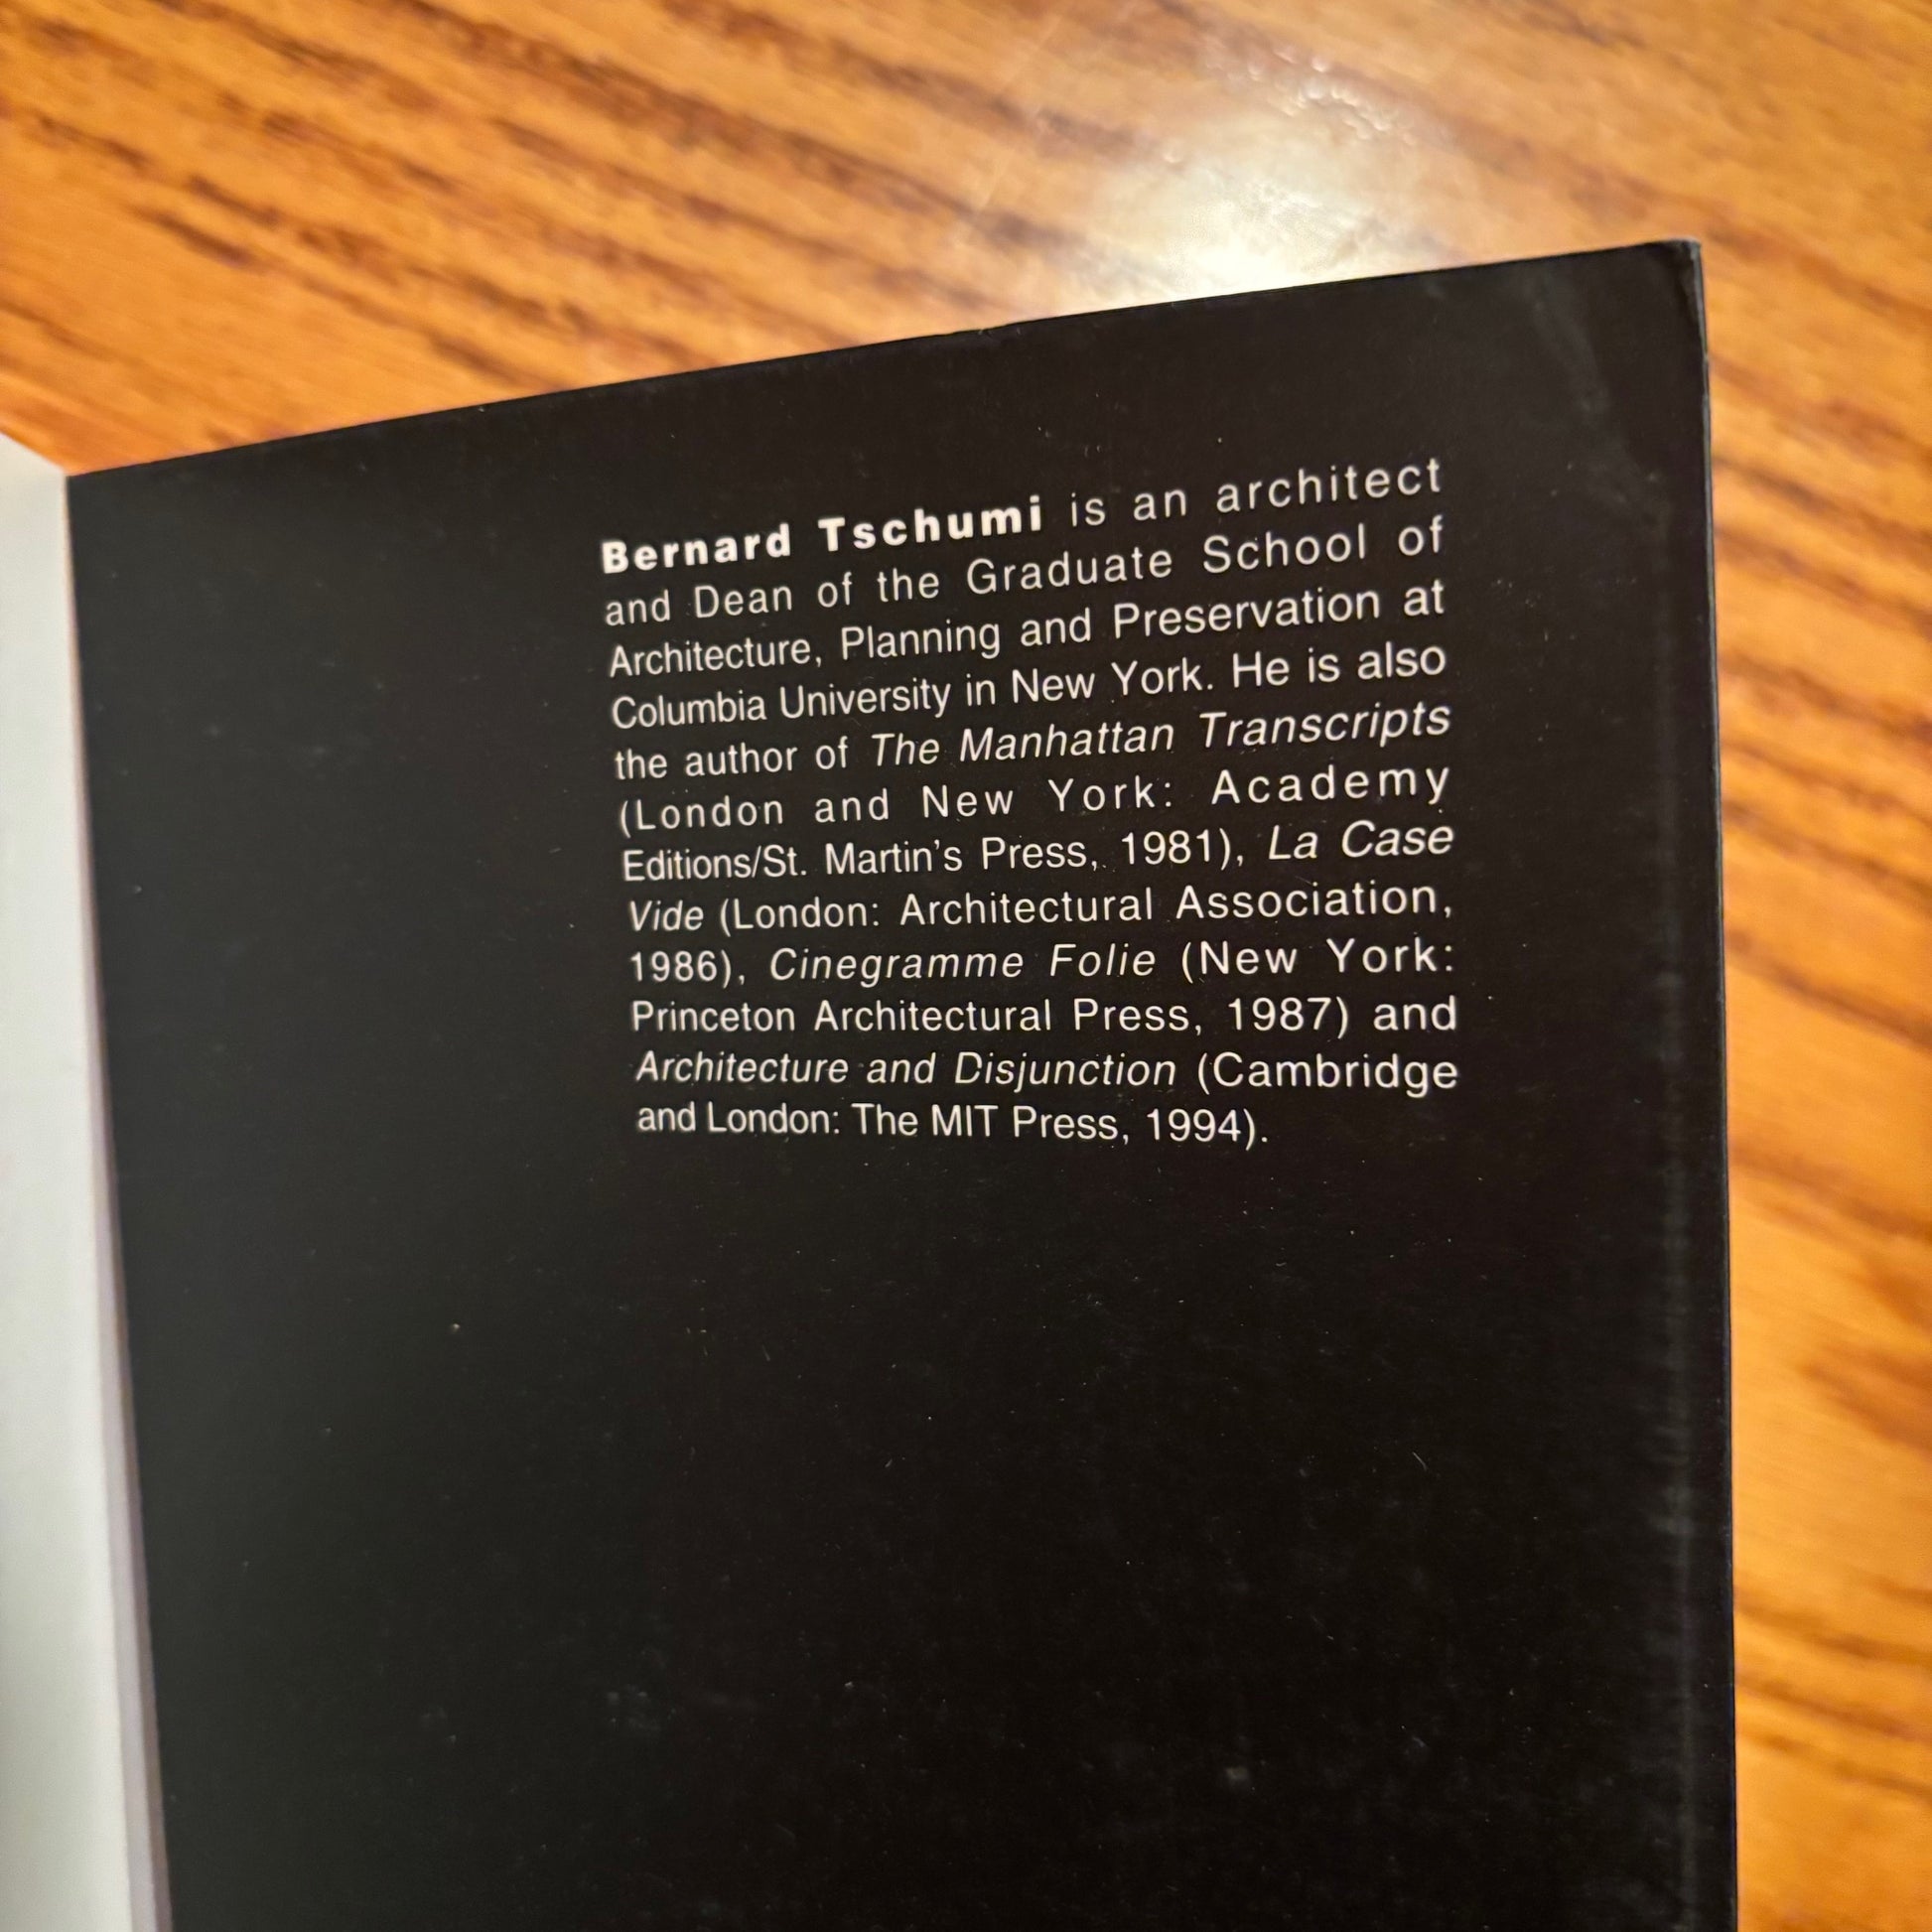 Bernard Tschumi is an architect
and Dean of the Graduate School of
Architecture, Planning and Preservation at
Columbia University in New York. He is also
the author of The Manhattan Transcripts
(London and New York: Academy
Editions/St. Martin's Press, 1981), La Case
Vide (London: Architectural Association,
1986), Cinegramme Folie (New York:
Princeton Architectural Press, 1987) and
Architecture and Disjunction (Cambridge
and London: The MIT Press, 1994).